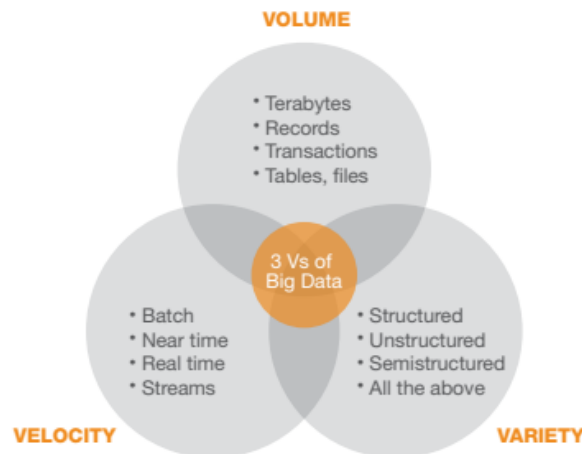 VOLUME
• Terabytes
• Records
• Transactions
• Tables, files
3 Vs of
Big Data
• Batch
• Near time
• Real time
• Streams
• Structured
• Unstructured
• Semistructured
• All the above
VELOCITY
VARIETY